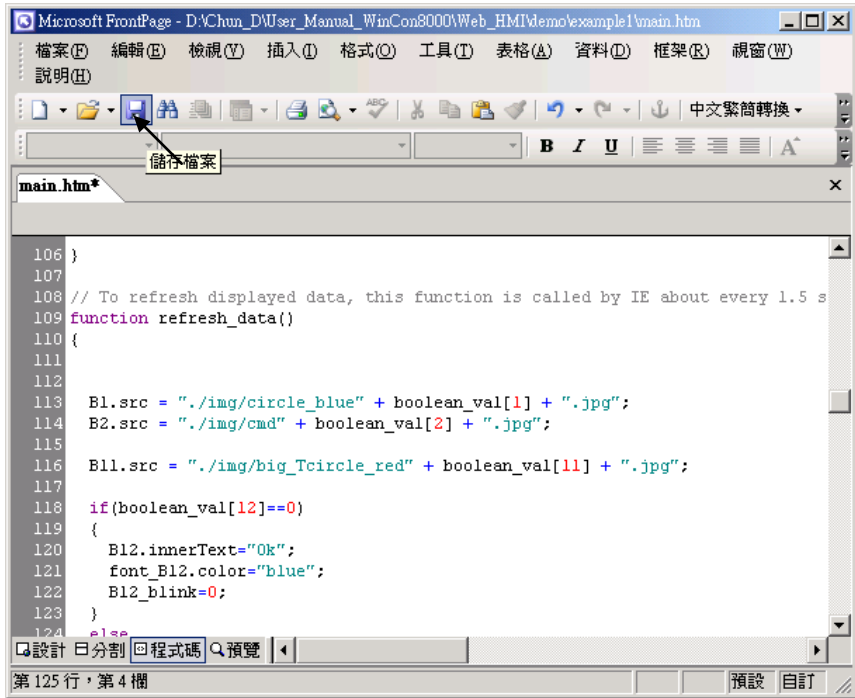 Microsoft FrontPage - D:\Chun_D\User_Manual_WinCon8000\Web_HMI\demo\example1\main.htm
檔案(F) 編輯(E) 檢視(V) 插入(I) 格式(O) 工具(T) 表格(A) 資料(D) 框架(R) 視窗(W)
說明(H)
ABC 中文繁簡轉換
B I U A
儲存檔案
main.htm*
106 }
107
108 // To refresh displayed data, this function is called by IE about every 1.5 s
109 function refresh_data()
110 {
111
112
113 B1.src = "./img/circle_blue" + boolean_val[1] + ".jpg";
114 B2.src = "./img/cmd" + boolean_val[2] + ".jpg";
115
116 B11.src = "./img/big_Tcircle_red" + boolean_val[11] + ".jpg";
117
118 if(boolean_val[12]==0)
119 {
120 B12.innerText="Ok";
121 font_B12.color="blue";
122 B12_blink=0;
123 }
124 else
設計 分割 程式碼 預覽
第 125 行，第 4 欄 預設 自訂